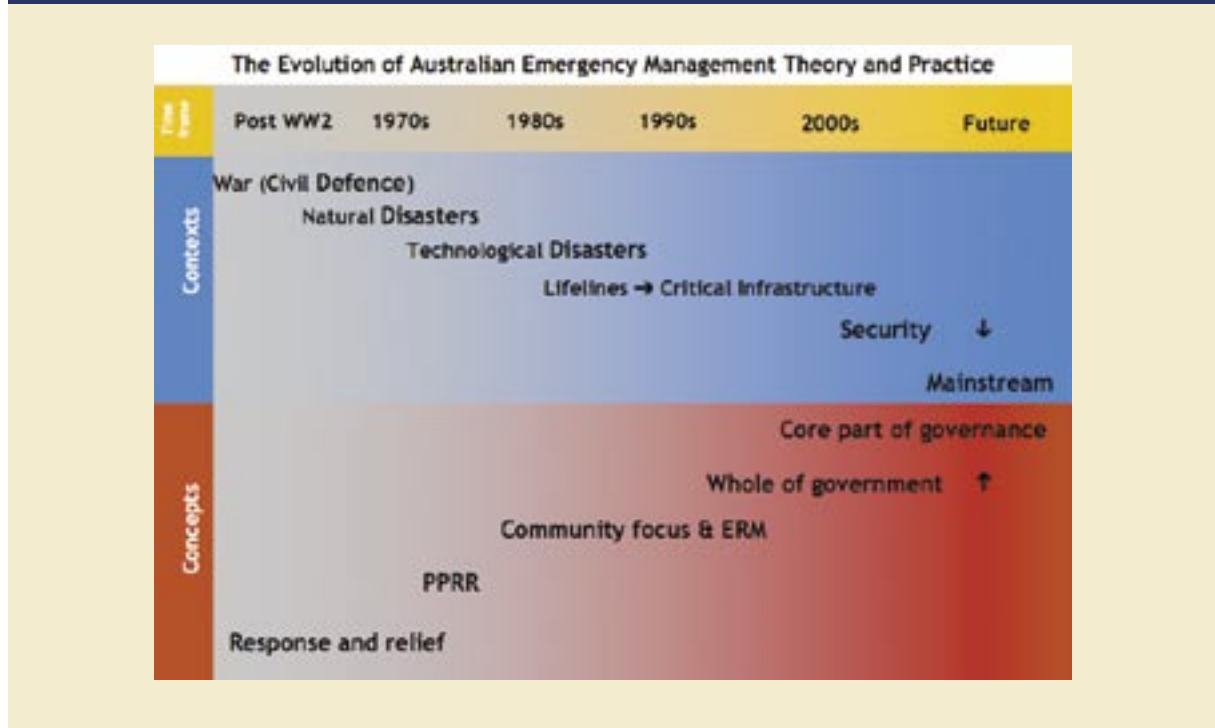 The Evolution of Australian Emergency Management Theory and Practice
Time
frame
Post WW2 1970s 1980s 1990s 2000s Future
Contexts
War (Civil Defence)
Natural Disasters
Technological Disasters
Lifelines → Critical Infrastructure
Security ↓
Mainstream
Concepts
Core part of governance
Whole of government ↑
Community focus & ERM
PPRR
Response and relief